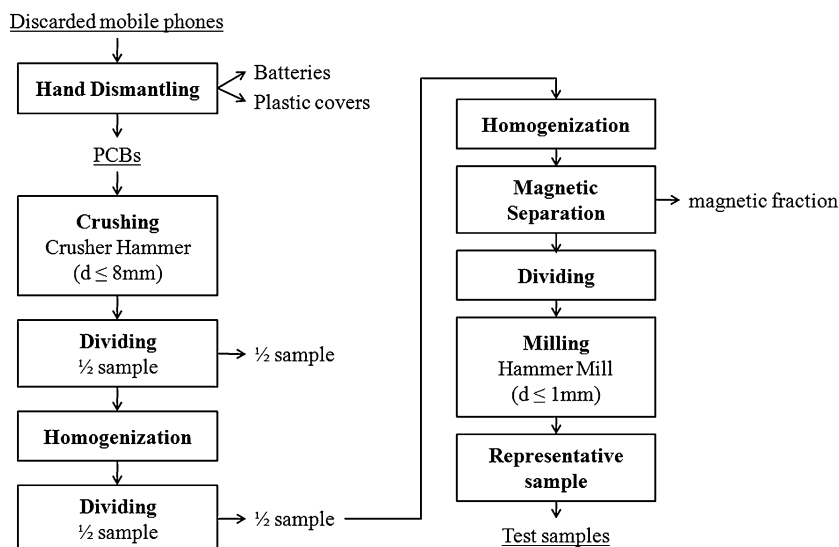 Discarded mobile phones
Hand Dismantling
Batteries
Plastic covers
PCBs
Crushing
Crusher Hammer
(d ≤ 8mm)
Dividing
½ sample
½ sample
Homogenization
Dividing
½ sample
½ sample
Homogenization
Magnetic
Separation
magnetic fraction
Dividing
Milling
Hammer Mill
(d ≤ 1mm)
Representative
sample
Test samples